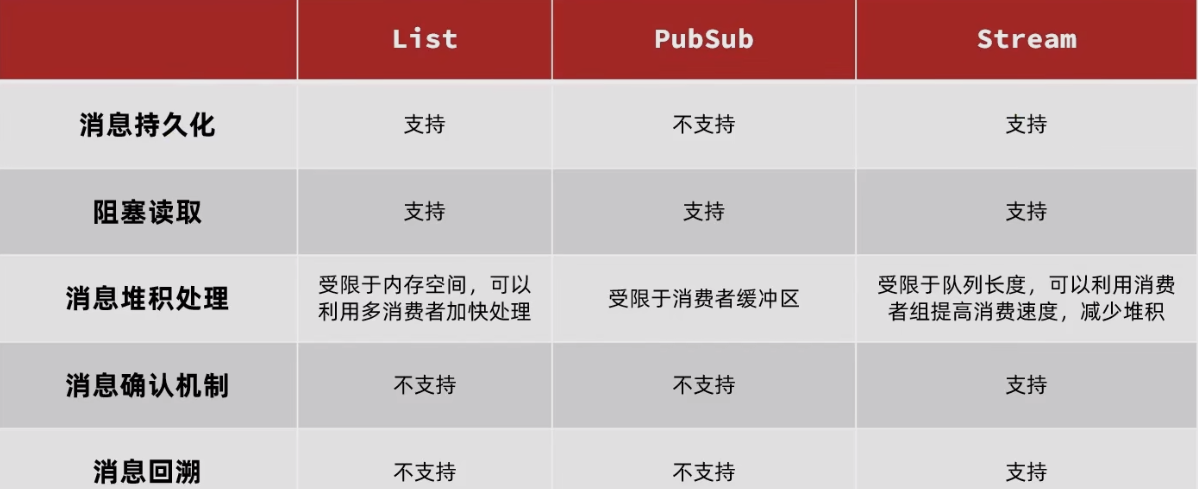 List PubSub Stream
消息持久化 支持 不支持 支持
阻塞读取 支持 支持 支持
消息堆积处理 受限于内存空间，可以 受限于消费者缓冲区 受限于队列长度，可以利用消费
利用多消费者加快处理 者组提高消费速度，减少堆积
消息确认机制 不支持 不支持 支持
消息回溯 不支持 不支持 支持